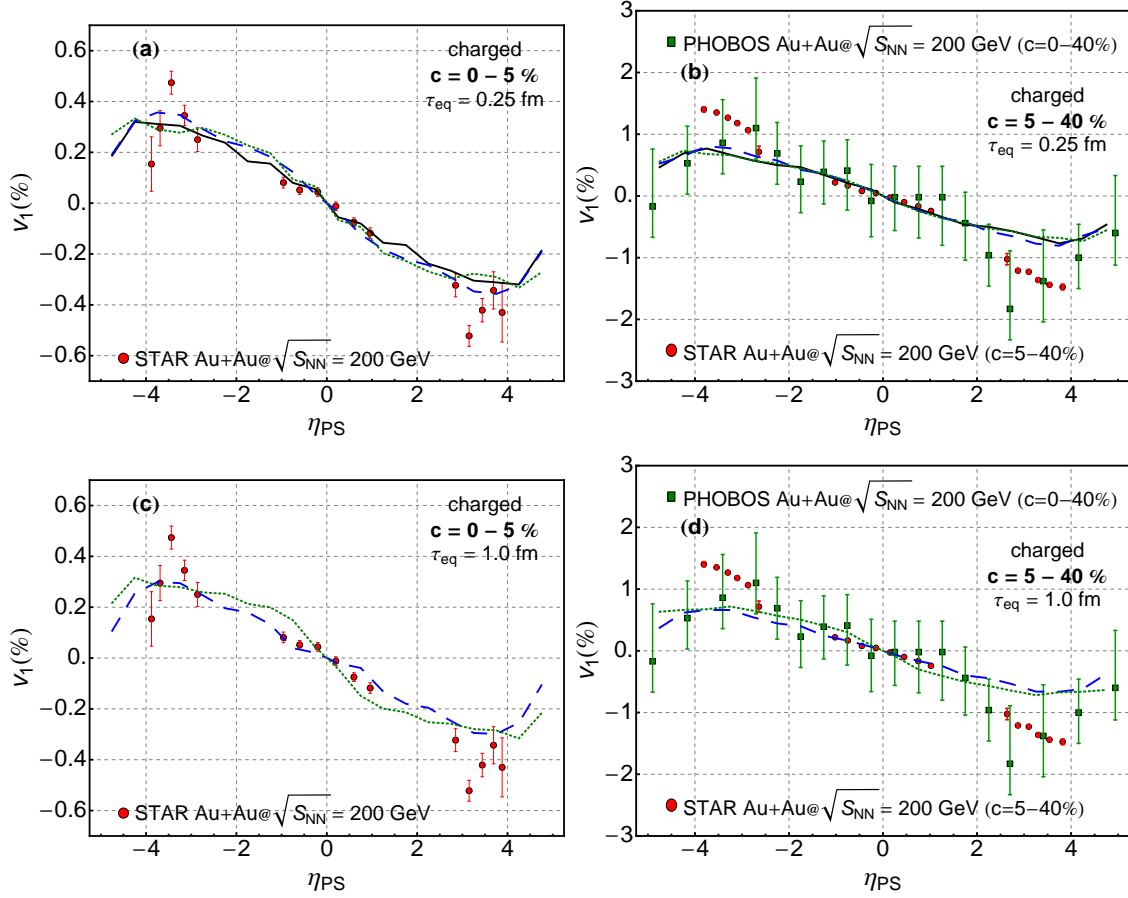 (a)
charged
c = 0 – 5 %
τeq = 0.25 fm
STAR Au+Au@√SNN = 200 GeV
0.6
0.4
0.2
0.0
−0.2
−0.4
−0.6
v1(%)
−4
−2
0
2
4
ηPS
PHOBOS Au+Au@√SNN = 200 GeV (c=0−40%)
(b)
charged
c = 5 – 40 %
τeq = 0.25 fm
STAR Au+Au@√SNN = 200 GeV (c=5−40%)
3
2
1
0
−1
−2
−3
v1(%)
−4
−2
0
2
4
ηPS
(c)
charged
c = 0 – 5 %
τeq = 1.0 fm
STAR Au+Au@√SNN = 200 GeV
0.6
0.4
0.2
0.0
−0.2
−0.4
−0.6
v1(%)
−4
−2
0
2
4
ηPS
PHOBOS Au+Au@√SNN = 200 GeV (c=0−40%)
(d)
charged
c = 5 – 40 %
τeq = 1.0 fm
STAR Au+Au@√SNN = 200 GeV (c=5−40%)
3
2
1
0
−1
−2
−3
v1(%)
−4
−2
0
2
4
ηPS